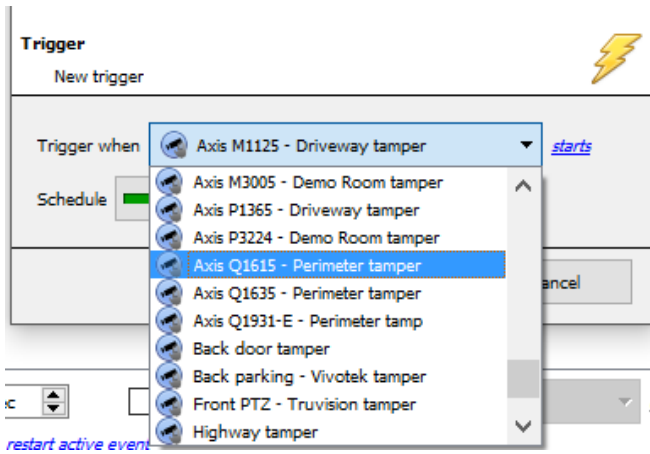 Trigger
New trigger
Trigger when Axis M1125 - Driveway tamper starts
Axis M3005 - Demo Room tamper
Schedule
Axis P1365 - Driveway tamper
Axis P3224 - Demo Room tamper
Axis Q1615 - Perimeter tamper
Axis Q1635 - Perimeter tamper
Axis Q1931-E - Perimeter tamp
Back door tamper
Back parking - Vivotek tamper
Front PTZ - Truvision tamper
Highway tamper
restart active event